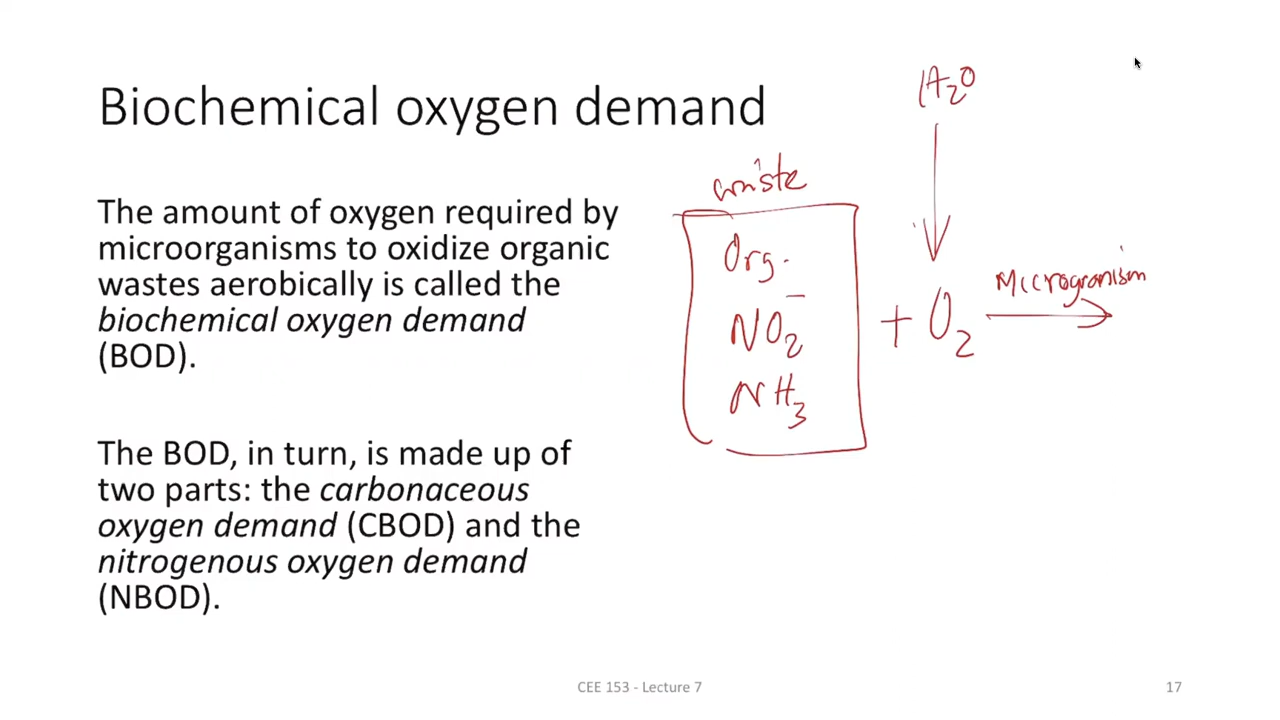 Biochemical oxygen demand
The amount of oxygen required by
microorganisms to oxidize organic
wastes aerobically is called the
biochemical oxygen demand
(BOD).
The BOD, in turn, is made up of
two parts: the carbonaceous
oxygen demand (CBOD) and the
nitrogenous oxygen demand
(NBOD).
H₂O
waste
Org.
NO₂⁻
NH₃
+ O₂
Microrganism
CEE 153 - Lecture 7
17